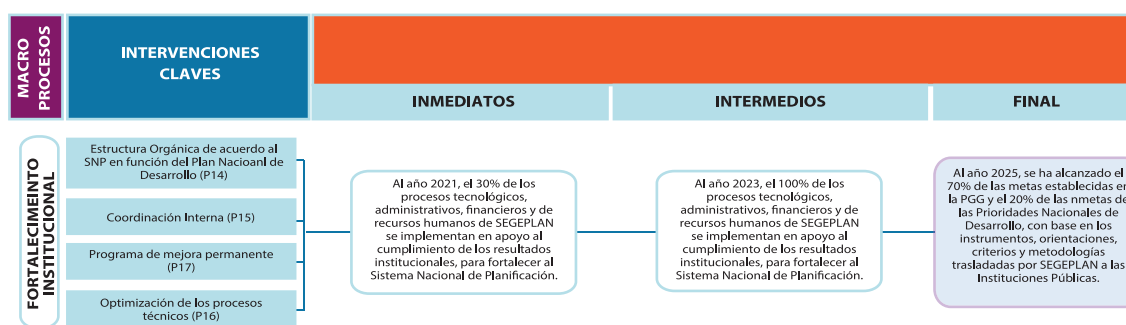 MACRO
PROCESOS
INTERVENCIONES
CLAVES
INMEDIATOS
INTERMEDIOS
FINAL
FORTALECIMEINTO
INSTITUCIONAL
Estructura Orgánica de acuerdo al
SNP en función del Plan Nacioanl de
Desarrollo (P14)
Coordinación Interna (P15)
Programa de mejora permanente
(P17)
Optimización de los procesos
técnicos (P16)
Al año 2021, el 30% de los
procesos tecnológicos,
administrativos, financieros y de
recursos humanos de SEGEPLAN
se implementan en apoyo al
cumplimiento de los resultados
institucionales, para fortalecer al
Sistema Nacional de Planificación.
Al año 2023, el 100% de los
procesos tecnológicos,
administrativos, financieros y de
recursos humanos de SEGEPLAN
se implementan en apoyo al
cumplimiento de los resultados
institucionales, para fortalecer al
Sistema Nacional de Planificación.
Al año 2025, se ha alcanzado el
70% de las metas establecidas en
la PGG y el 20% de las nmetas de
las Prioridades Nacionales de
Desarrollo, con base en los
instrumentos, orientaciones,
criterios y metodologías
trasladadas por SEGEPLAN a las
Instituciones Públicas.